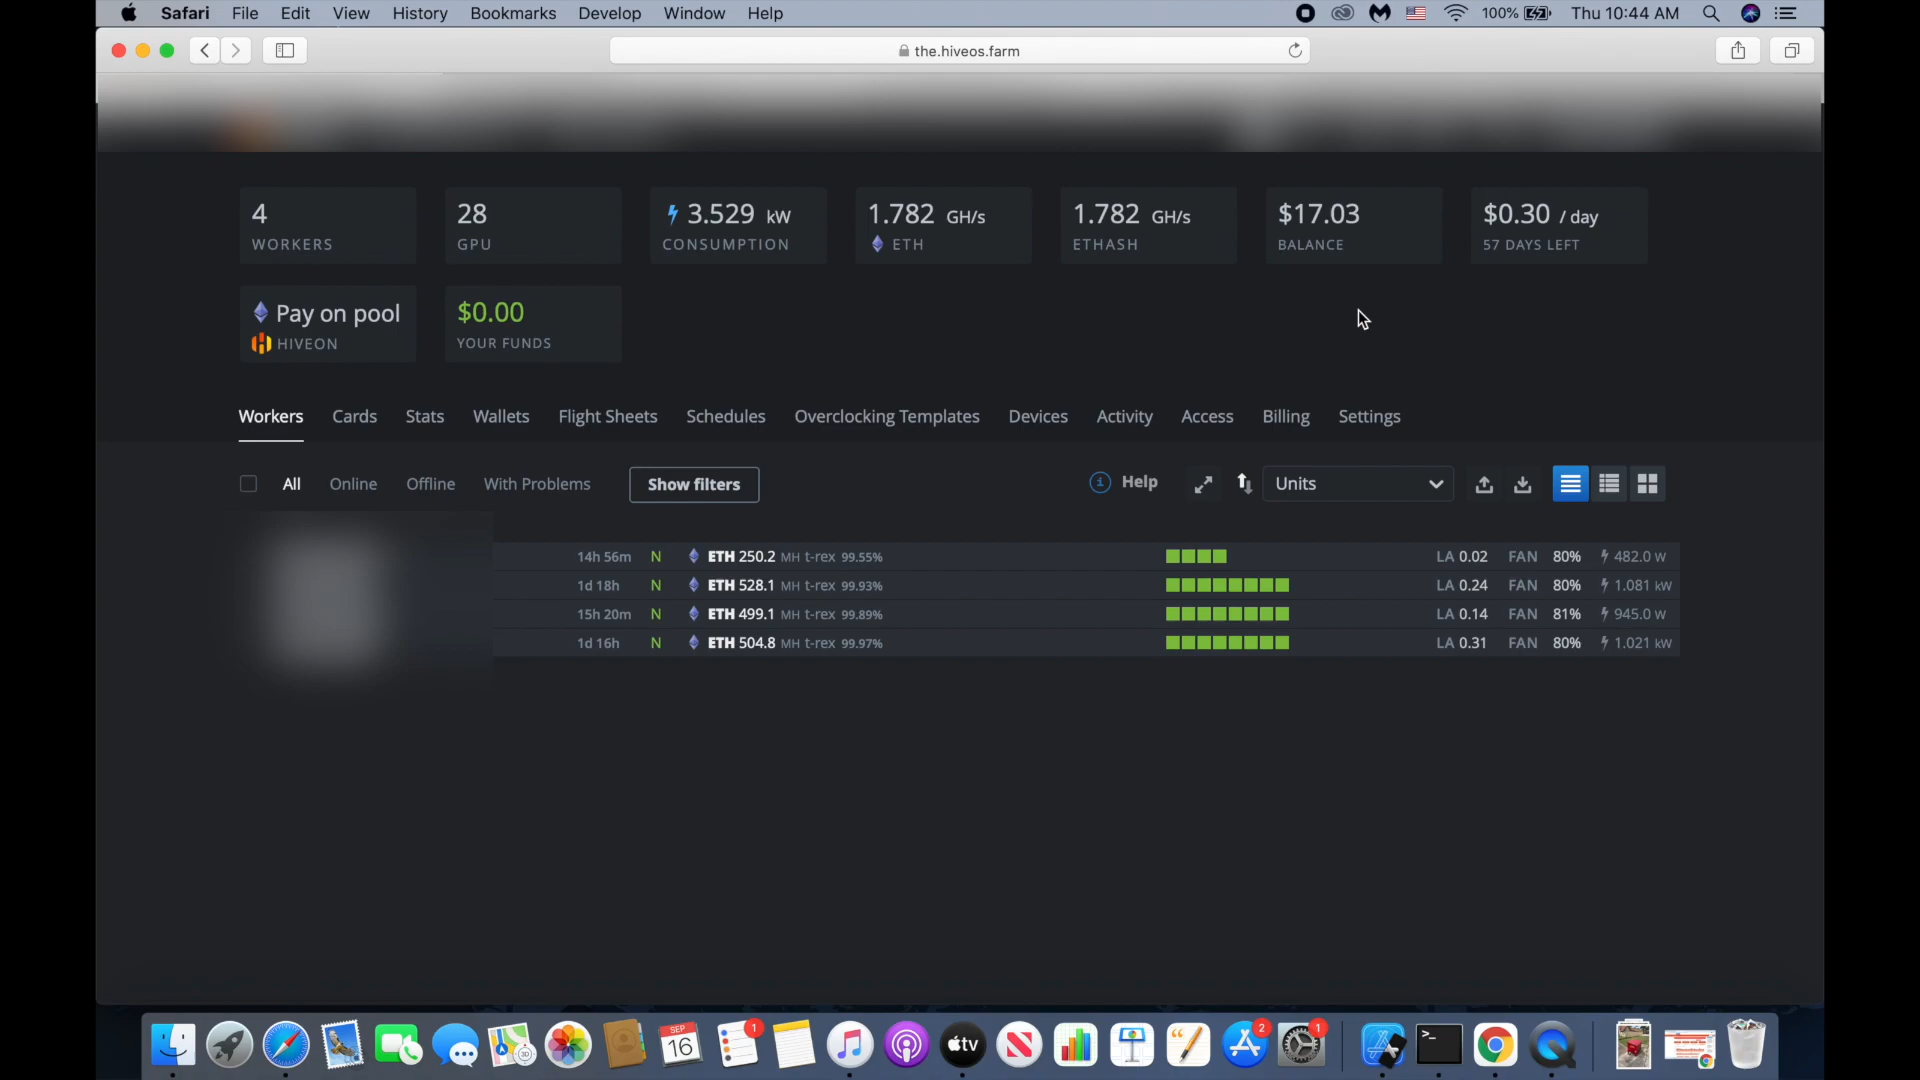 Safari File Edit View History Bookmarks Develop Window Help 100% Thu 10:44 AM
the.hiveos.farm
4 28 3.529 kW 1.782 GH/s 1.782 GH/s $17.03 $0.30 / day
WORKERS GPU CONSUMPTION ETH ETHASH BALANCE 57 DAYS LEFT
Pay on pool $0.00
HIVEON YOUR FUNDS
Workers Cards Stats Wallets Flight Sheets Schedules Overclocking Templates Devices Activity Access Billing Settings
All Online Offline With Problems Show filters Help Units
14h 56m N ETH 250.2 MH t-rex 99.55% LA 0.02 FAN 80% 482.0 W
1d 18h N ETH 528.1 MH t-rex 99.93% LA 0.24 FAN 80% 1.081 kW
15h 20m N ETH 499.1 MH t-rex 99.89% LA 0.14 FAN 81% 945.0 W
1d 16h N ETH 504.8 MH t-rex 99.97% LA 0.31 FAN 80% 1.021 kW
SEP 1 tv 2 1
16 3D